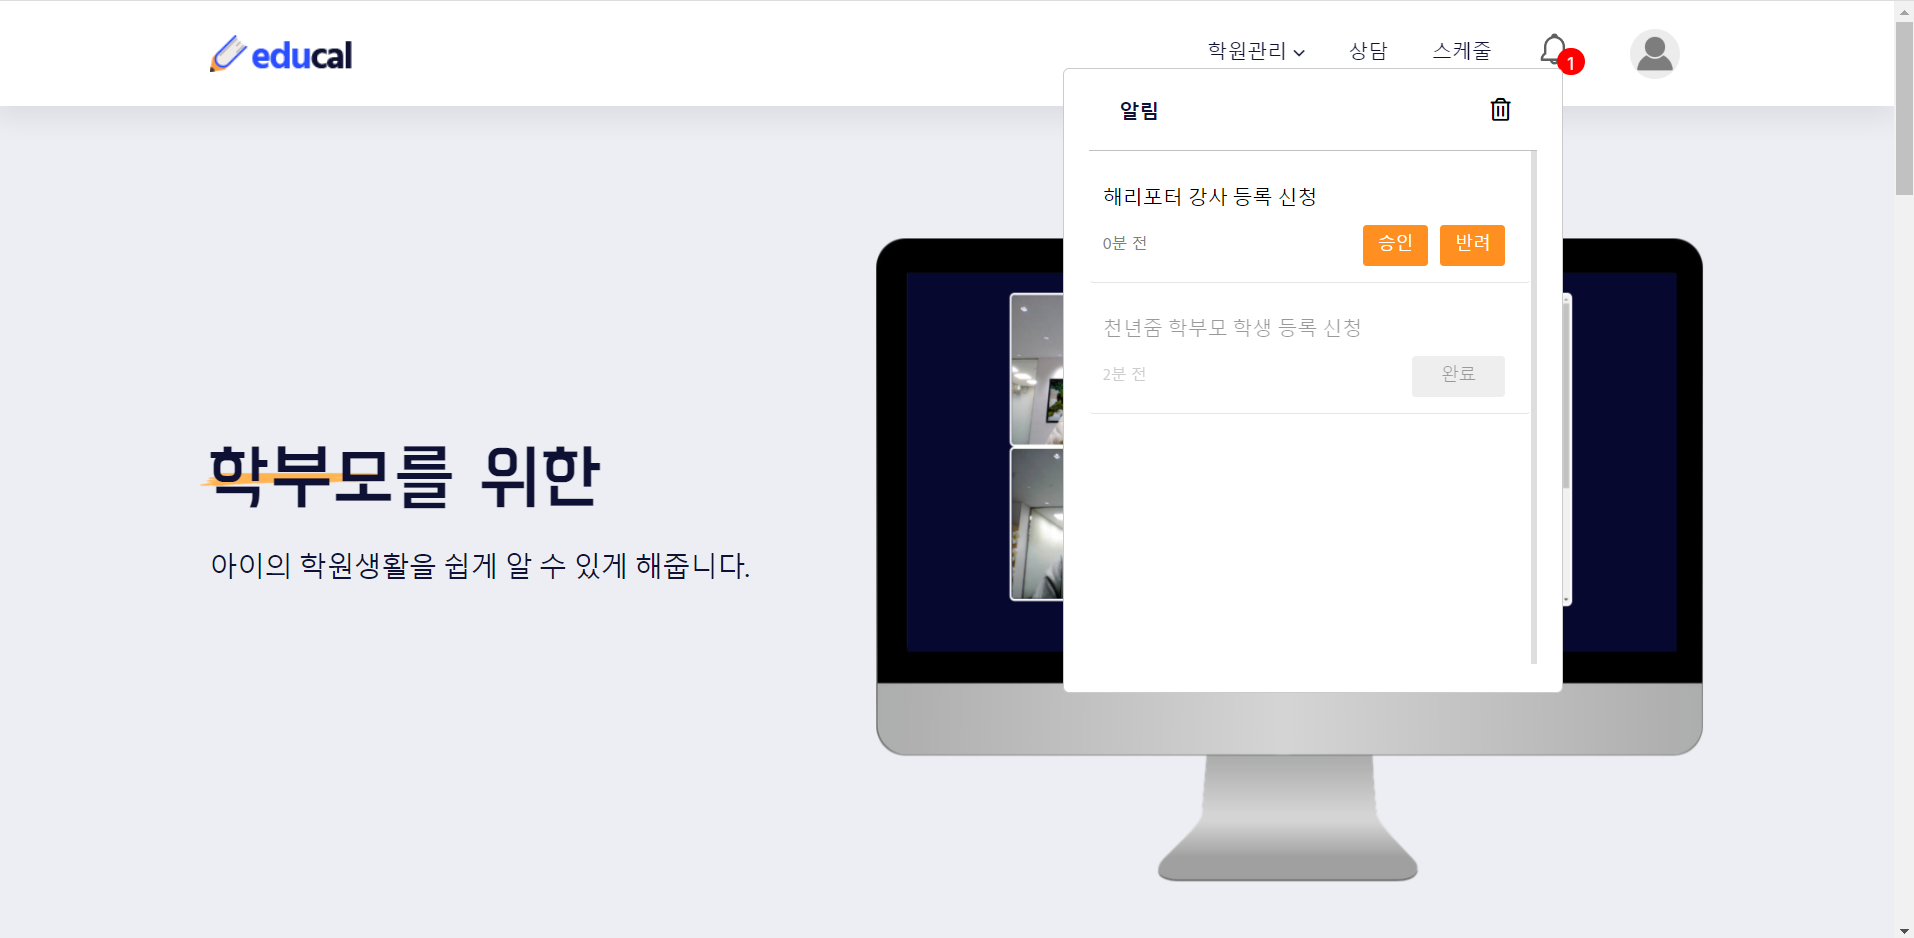 educal
학원관리 상담 스케줄 1
알림
해리포터 강사 등록 신청
0분 전 승인 반려
천년줌 학부모 학생 등록 신청
2분 전 완료
학부모를 위한
아이의 학원생활을 쉽게 알 수 있게 해줍니다.